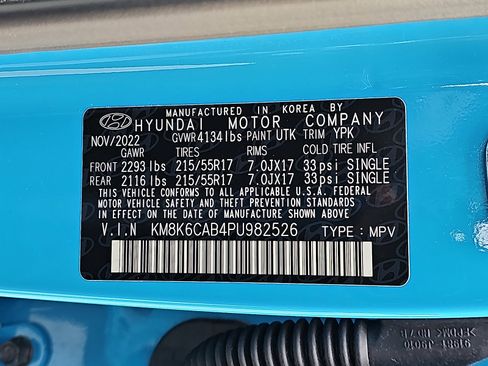 MANUFACTURED IN KOREA BY
HYUNDAI MOTOR COMPANY
NOV/2022 GVWR 4134 lbs PAINT UTK TRIM YPK
GAWR TIRES RIMS COLD TIRE INFL
FRONT 2293 lbs 215/55R17 7.0JX17 33psi SINGLE
REAR 2116 lbs 215/55R17 7.0JX17 33psi SINGLE
THIS VEHICLE CONFORMS TO ALL APPLICABLE U.S.A. FEDERAL
MOTOR VEHICLE SAFETY AND THEFT PREVENTION STANDARDS
IN EFFECT ON THE DATE OF MANUFACTURE SHOWN ABOVE.
V.I.N KM8K6CAB4PU982526 TYPE : MPV